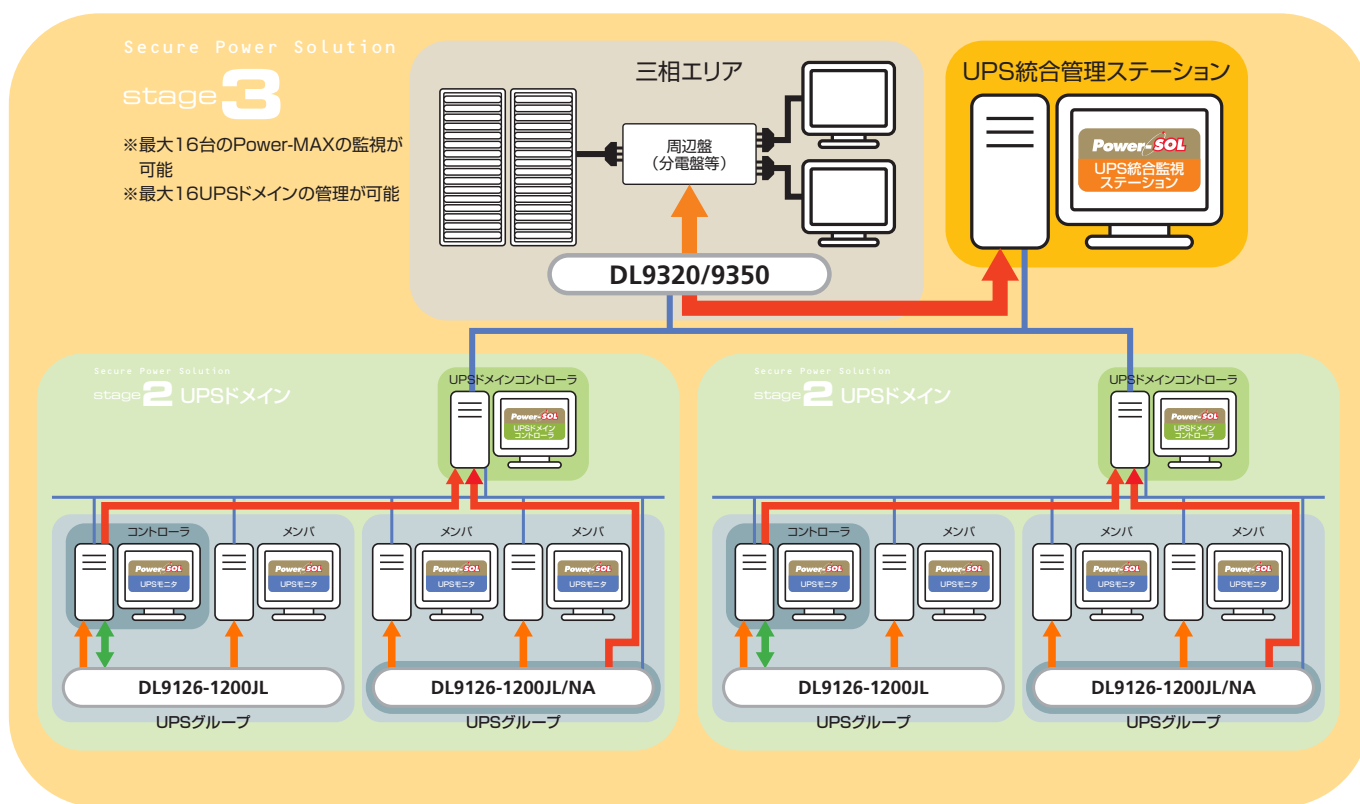 Secure Power Solution
stage3
※最大16台のPower-MAXの監視が
可能
※最大16UPSドメインの管理が可能
三相エリア
周辺盤
(分電盤等)
DL9320/9350
UPS統合管理ステーション
Power-SOL
UPS統合監視
ステーション
Secure Power Solution
stage2 UPSドメイン
UPSドメインコントローラ
Power-SOL
UPSドメイン
コントローラ
コントローラ
Power-SOL
UPSモニタ
メンバ
Power-SOL
UPSモニタ
DL9126-1200JL
UPSグループ
メンバ
Power-SOL
UPSモニタ
メンバ
Power-SOL
UPSモニタ
DL9126-1200JL/NA
UPSグループ
Secure Power Solution
stage2 UPSドメイン
UPSドメインコントローラ
Power-SOL
UPSドメイン
コントローラ
コントローラ
Power-SOL
UPSモニタ
メンバ
Power-SOL
UPSモニタ
DL9126-1200JL
UPSグループ
メンバ
Power-SOL
UPSモニタ
メンバ
Power-SOL
UPSモニタ
DL9126-1200JL/NA
UPSグループ